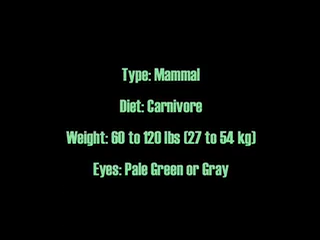 Type: Mammal
Diet: Carnivore
Weight: 60 to 120 lbs (27 to 54 kg)
Eyes: Pale Green or Gray